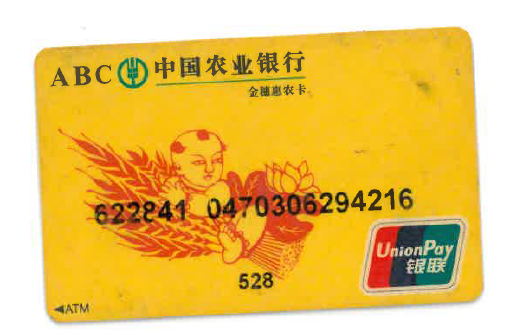 ABC 中国农业银行
金穗惠农卡
622841 0470306294216
528
UnionPay
银联
◄ATM